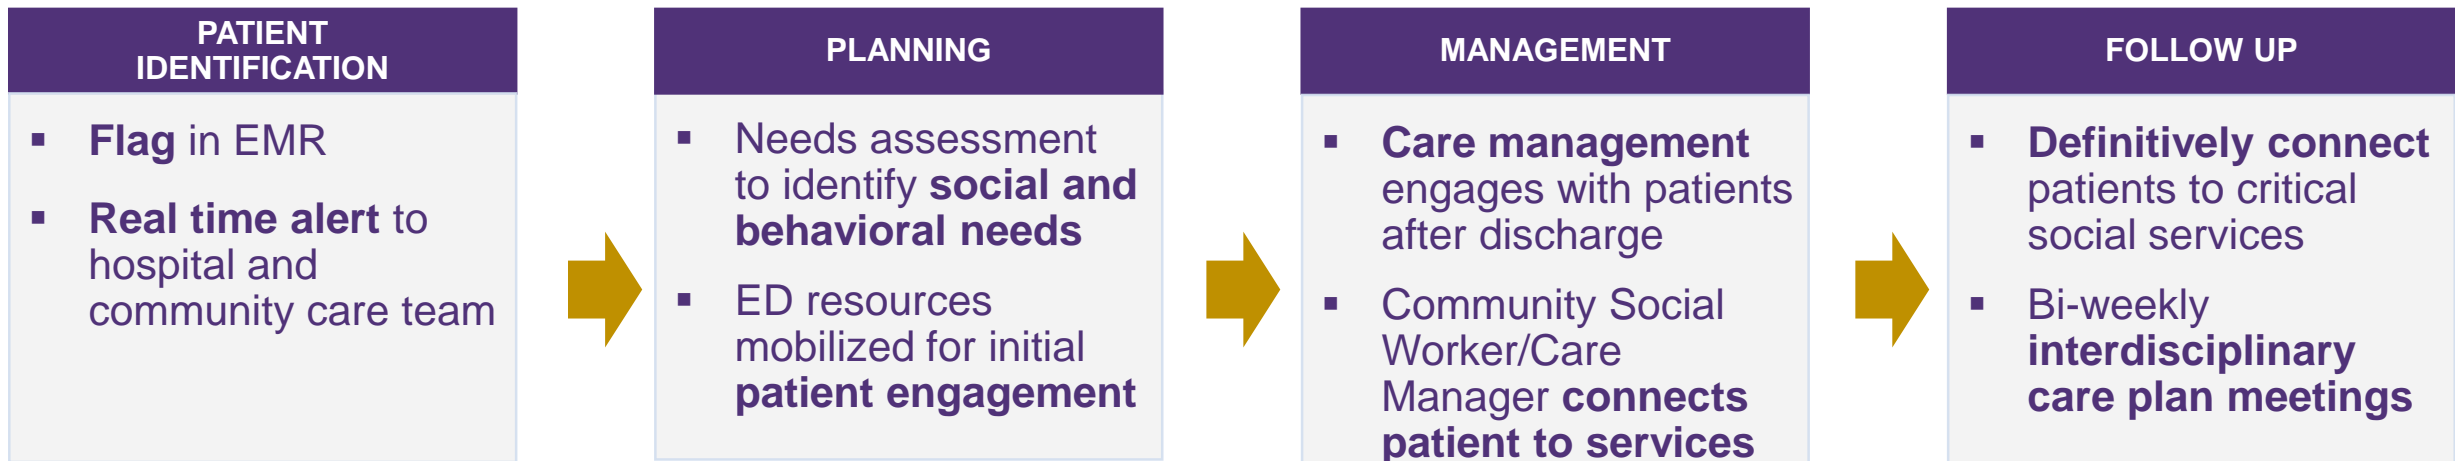 PATIENT
IDENTIFICATION
▪ Flag in EMR
▪ Real time alert to
hospital and
community care team
PLANNING
▪ Needs assessment
to identify social and
behavioral needs
▪ ED resources
mobilized for initial
patient engagement
MANAGEMENT
▪ Care management
engages with patients
after discharge
▪ Community Social
Worker/Care
Manager connects
patient to services
FOLLOW UP
▪ Definitively connect
patients to critical
social services
▪ Bi-weekly
interdisciplinary
care plan meetings